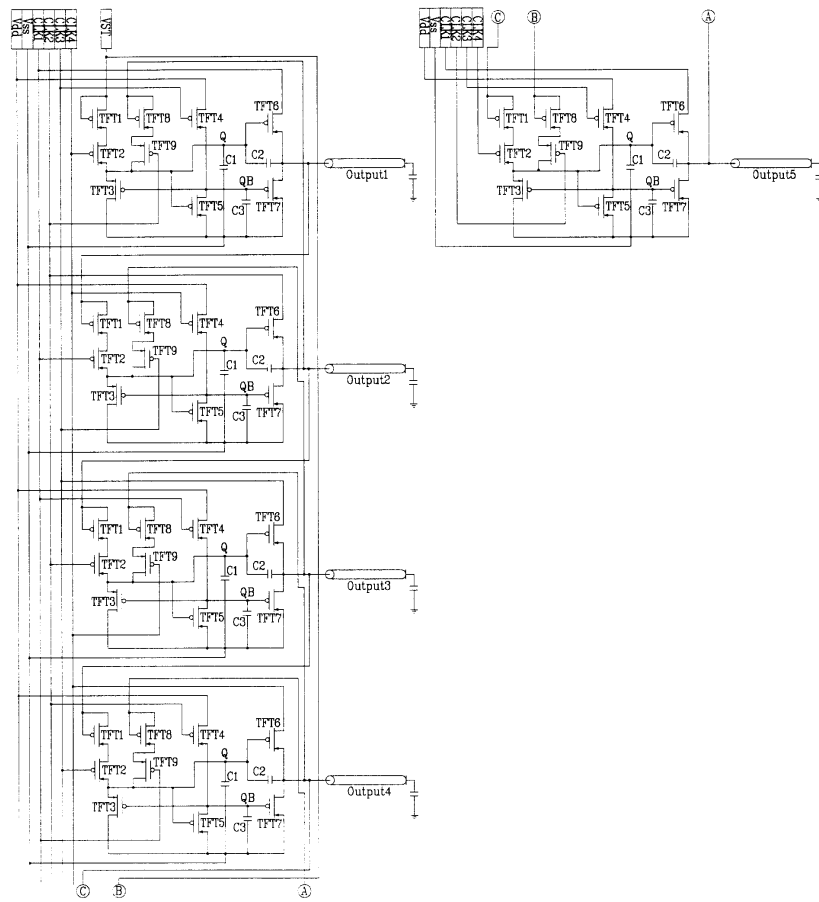 Vdd
Vss
CLK1
CLK2
CLK3
CLK4
VST
TFT1
TFT8
TFT4
TFT6
TFT2
TFT9
Q
C1
C2
Output1
TFT3
QB
TFT5
C3
TFT7
TFT1
TFT8
TFT4
TFT6
TFT2
TFT9
Q
C1
C2
Output2
TFT3
QB
TFT5
C3
TFT7
TFT1
TFT8
TFT4
TFT6
TFT2
TFT9
Q
C1
C2
Output3
TFT3
QB
TFT5
C3
TFT7
TFT1
TFT8
TFT4
TFT6
TFT2
TFT9
Q
C1
C2
Output4
TFT3
QB
TFT5
C3
TFT7
C
B
A
Vdd
Vss
CLK1
CLK2
CLK3
CLK4
C
B
A
TFT1
TFT8
TFT4
TFT6
TFT2
TFT9
Q
C1
C2
Output5
TFT3
QB
TFT5
C3
TFT7